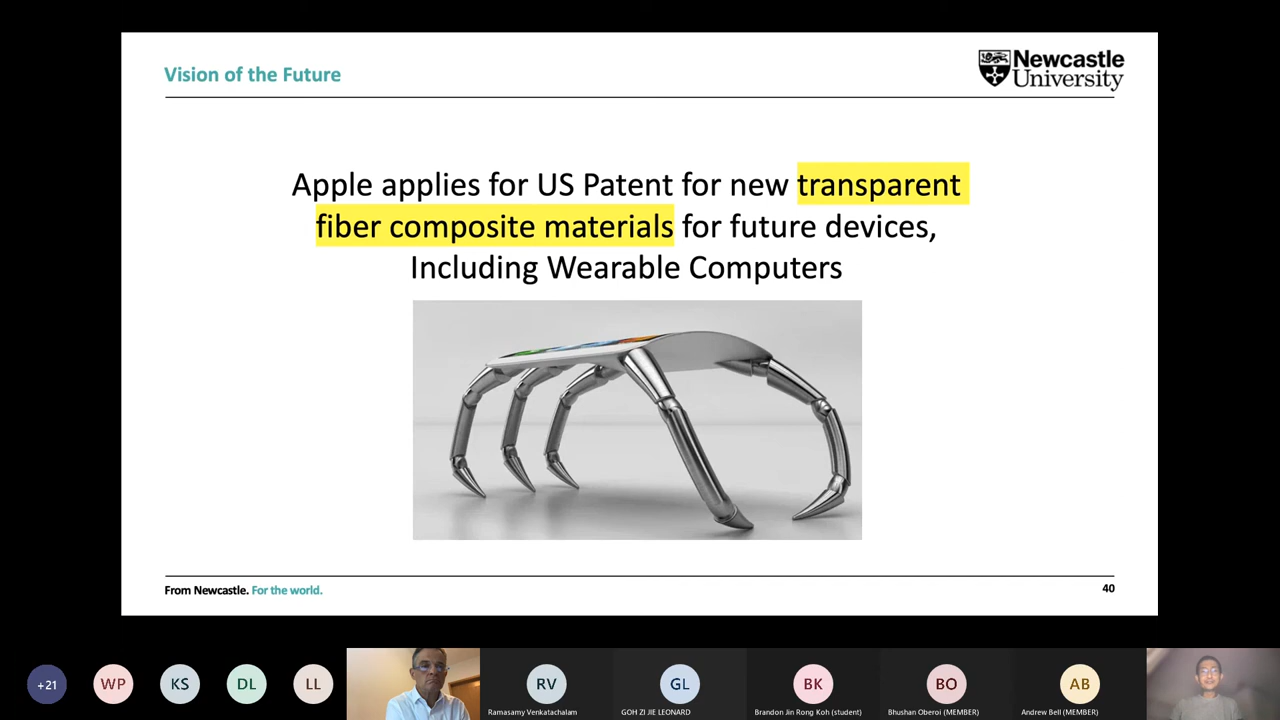 Vision of the Future
Newcastle
University
Apple applies for US Patent for new transparent
fiber composite materials for future devices,
Including Wearable Computers
From Newcastle. For the world.
40
+21
WP
KS
DL
LL
RV
GL
BK
BO
AB
Ramasamy Venkatachalam
GOH ZI JIE LEONARD
Brandon Jin Rong Koh (student)
Bhushan Oberoi (MEMBER)
Andrew Bell (MEMBER)